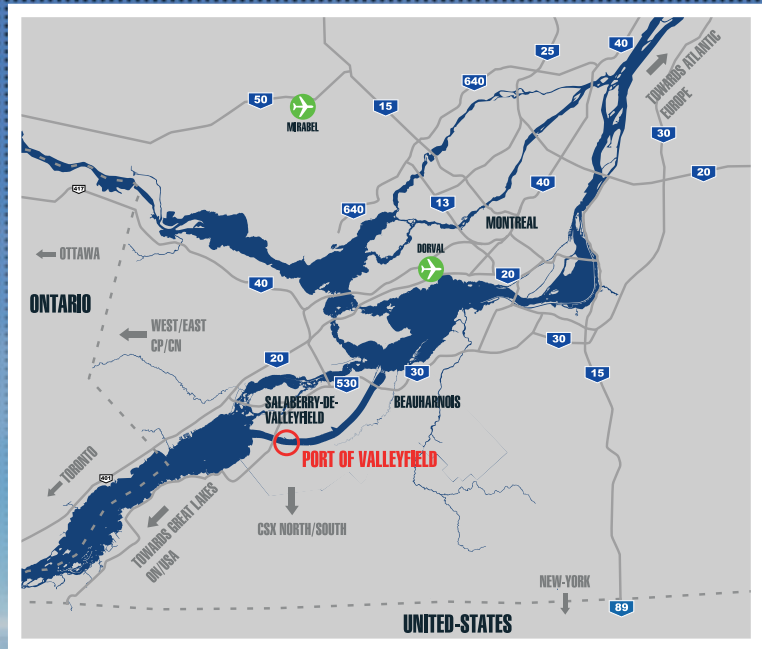 25
40
640
TOWARDS ATLANTIC
EUROPE
50
MIRABEL
15
30
20
417
40
13
640
MONTREAL
DORVAL
OTTAWA
20
40
ONTARIO
WEST/EAST
CP/CN
30
20
15
530
30
SALABERRY-DE-
VALLEYFIELD
BEAUHARNOIS
PORT OF VALLEYFIELD
TORONTO
401
TOWARDS GREAT LAKES
ON/USA
CSX NORTH/SOUTH
NEW-YORK
89
UNITED-STATES